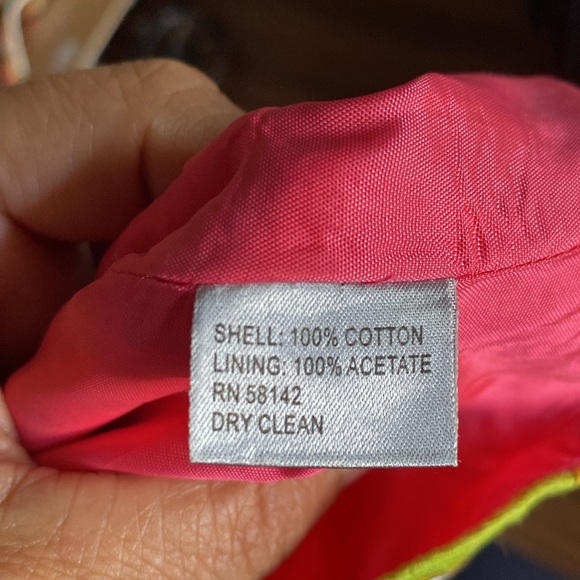 SHELL: 100% COTTON
LINING: 100% ACETATE
RN 58142
DRY CLEAN